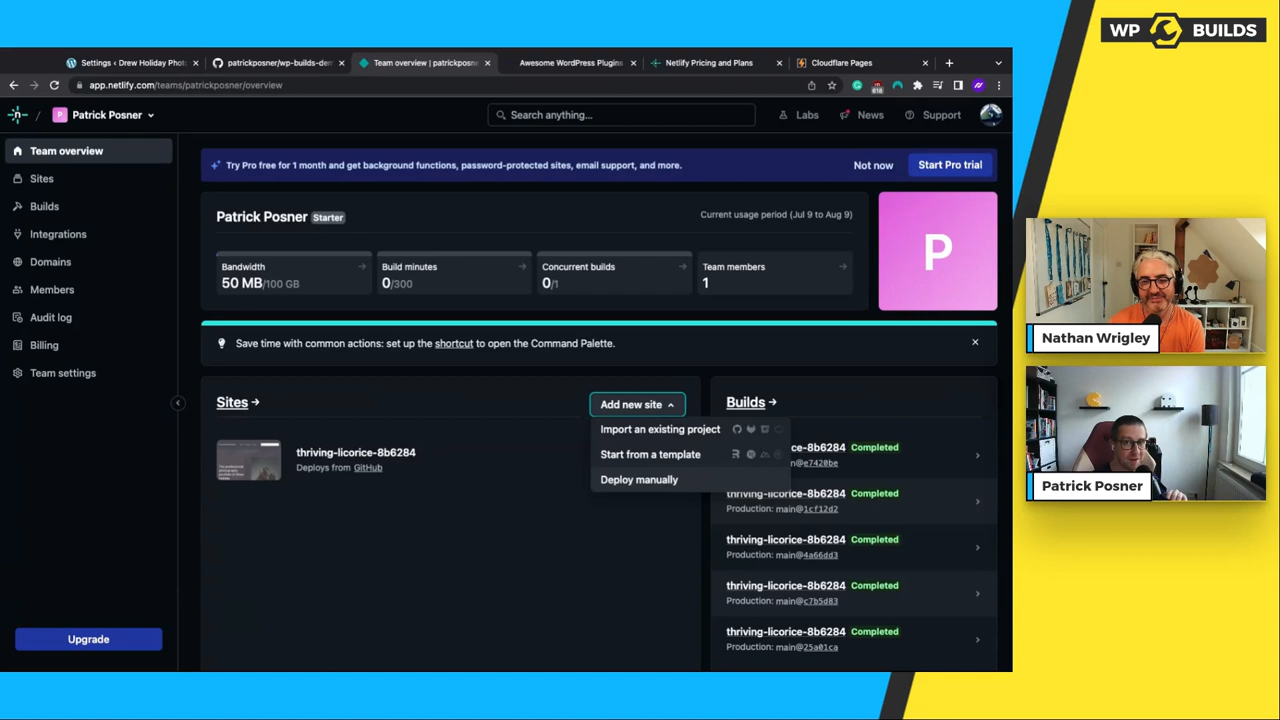 WP BUILDS
Settings ‹ Drew Holiday Phot
patrickposner/wp-builds-dem
Team overview | patrickposne
Awesome WordPress Plugins
Netlify Pricing and Plans
Cloudflare Pages
app.netlify.com/teams/patrickposner/overview
618
Patrick Posner
Search anything...
Labs
News
Support
Team overview
Sites
Builds
Integrations
Domains
Members
Audit log
Billing
Team settings
Upgrade
Try Pro free for 1 month and get background functions, password-protected sites, email support, and more.
Not now
Start Pro trial
Patrick Posner Starter
Current usage period (Jul 9 to Aug 9)
Bandwidth
50 MB/100 GB
Build minutes
0/300
Concurrent builds
0/1
Team members
1
P
Save time with common actions: set up the shortcut to open the Command Palette.
Sites →
Add new site
Import an existing project
Start from a template
Deploy manually
thriving-licorice-8b6284
Deploys from GitHub
Builds →
ce-8b6284 Completed
n@e7420be
thriving-licorice-8b6284 Completed
Production: main@1cf12d2
thriving-licorice-8b6284 Completed
Production: main@4a66dd3
thriving-licorice-8b6284 Completed
Production: main@c7b5d83
thriving-licorice-8b6284 Completed
Production: main@25a01ca
Nathan Wrigley
Patrick Posner